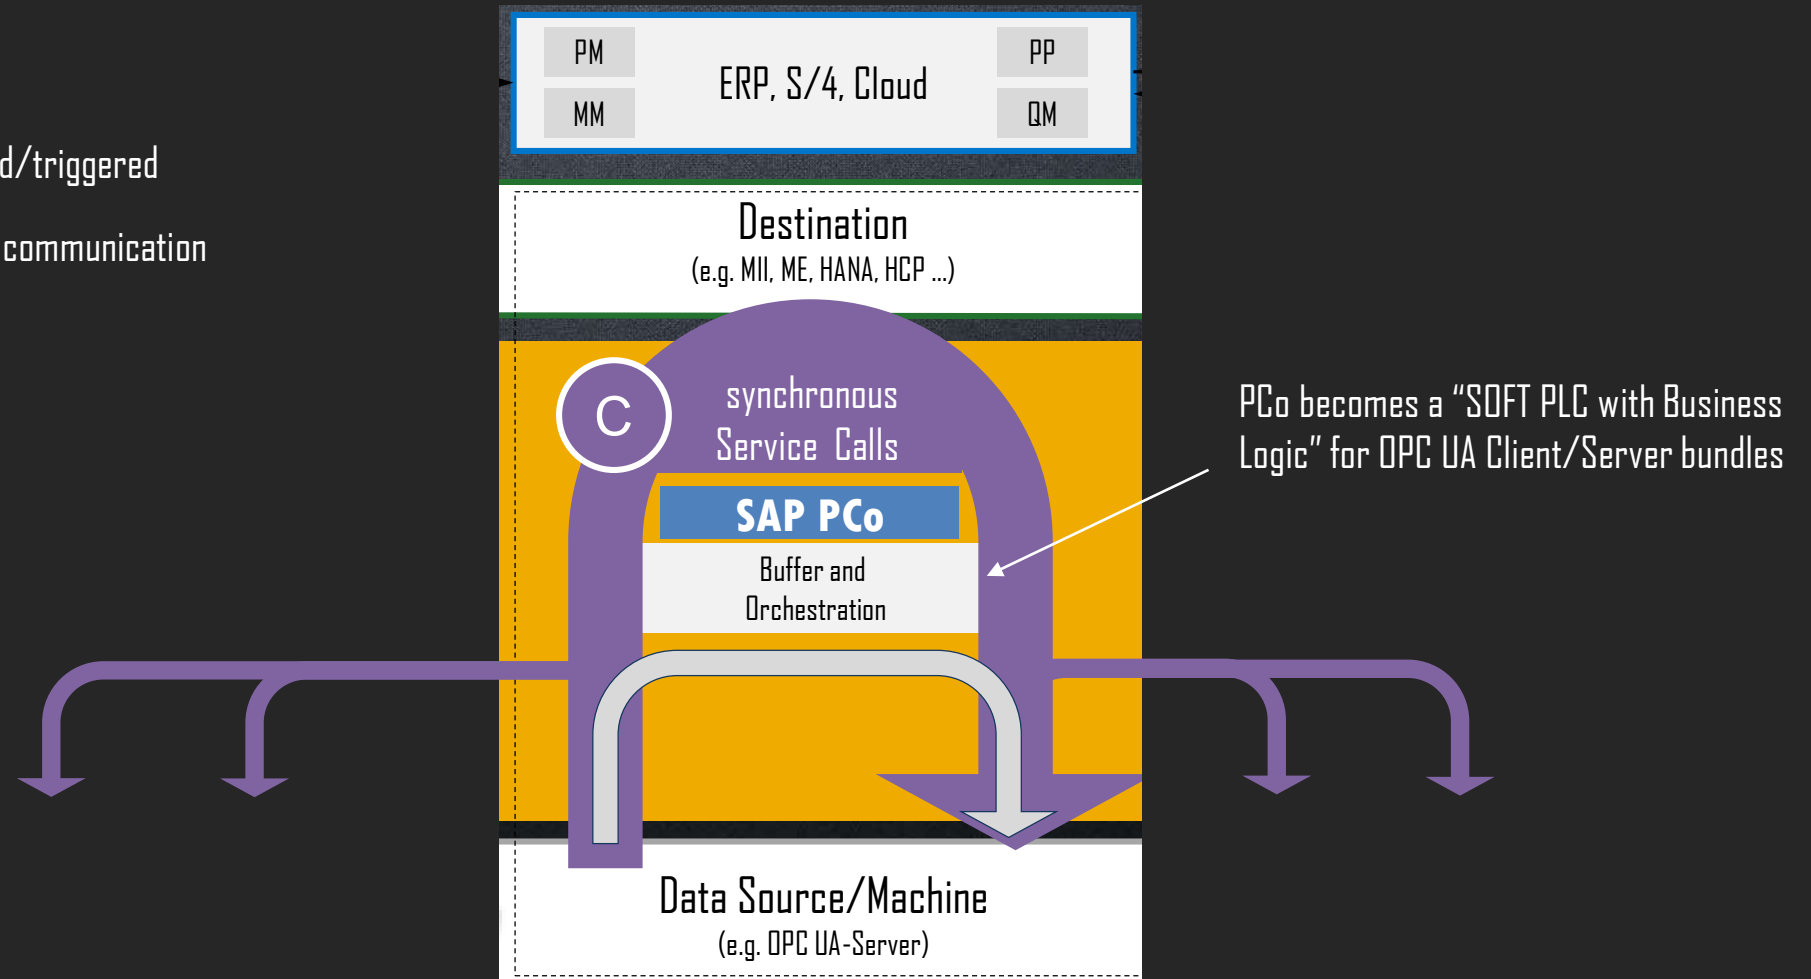 PM
PP
ERP, S/4, Cloud
MM
QM
d/triggered
communication
Destination
(e.g. MII, ME, HANA, HCP ...)
C
synchronous
Service Calls
SAP PCo
Buffer and
Orchestration
PCo becomes a “SOFT PLC with Business
Logic” for OPC UA Client/Server bundles
Data Source/Machine
(e.g. OPC UA-Server)